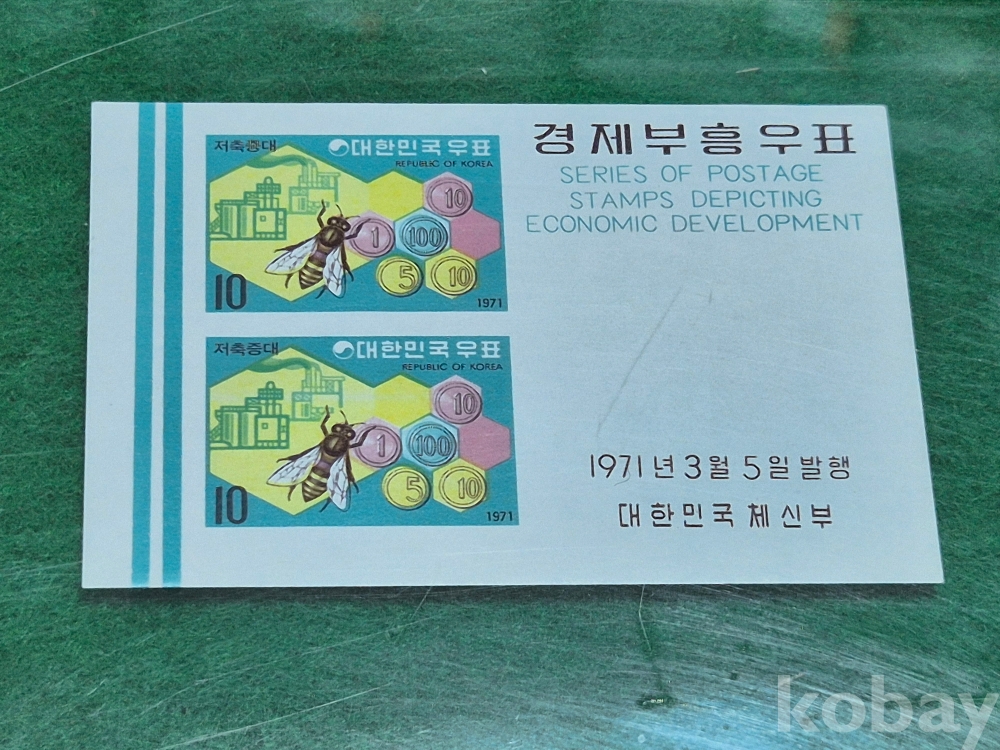 저축증대
대한민국우표
REPUBLIC OF KOREA
10
1
100
5
10
10
1971
저축증대
대한민국우표
REPUBLIC OF KOREA
10
1
100
5
10
10
1971
경제부흥우표
SERIES OF POSTAGE
STAMPS DEPICTING
ECONOMIC DEVELOPMENT
1971년 3월 5일 발행
대한민국 체신부
kobay